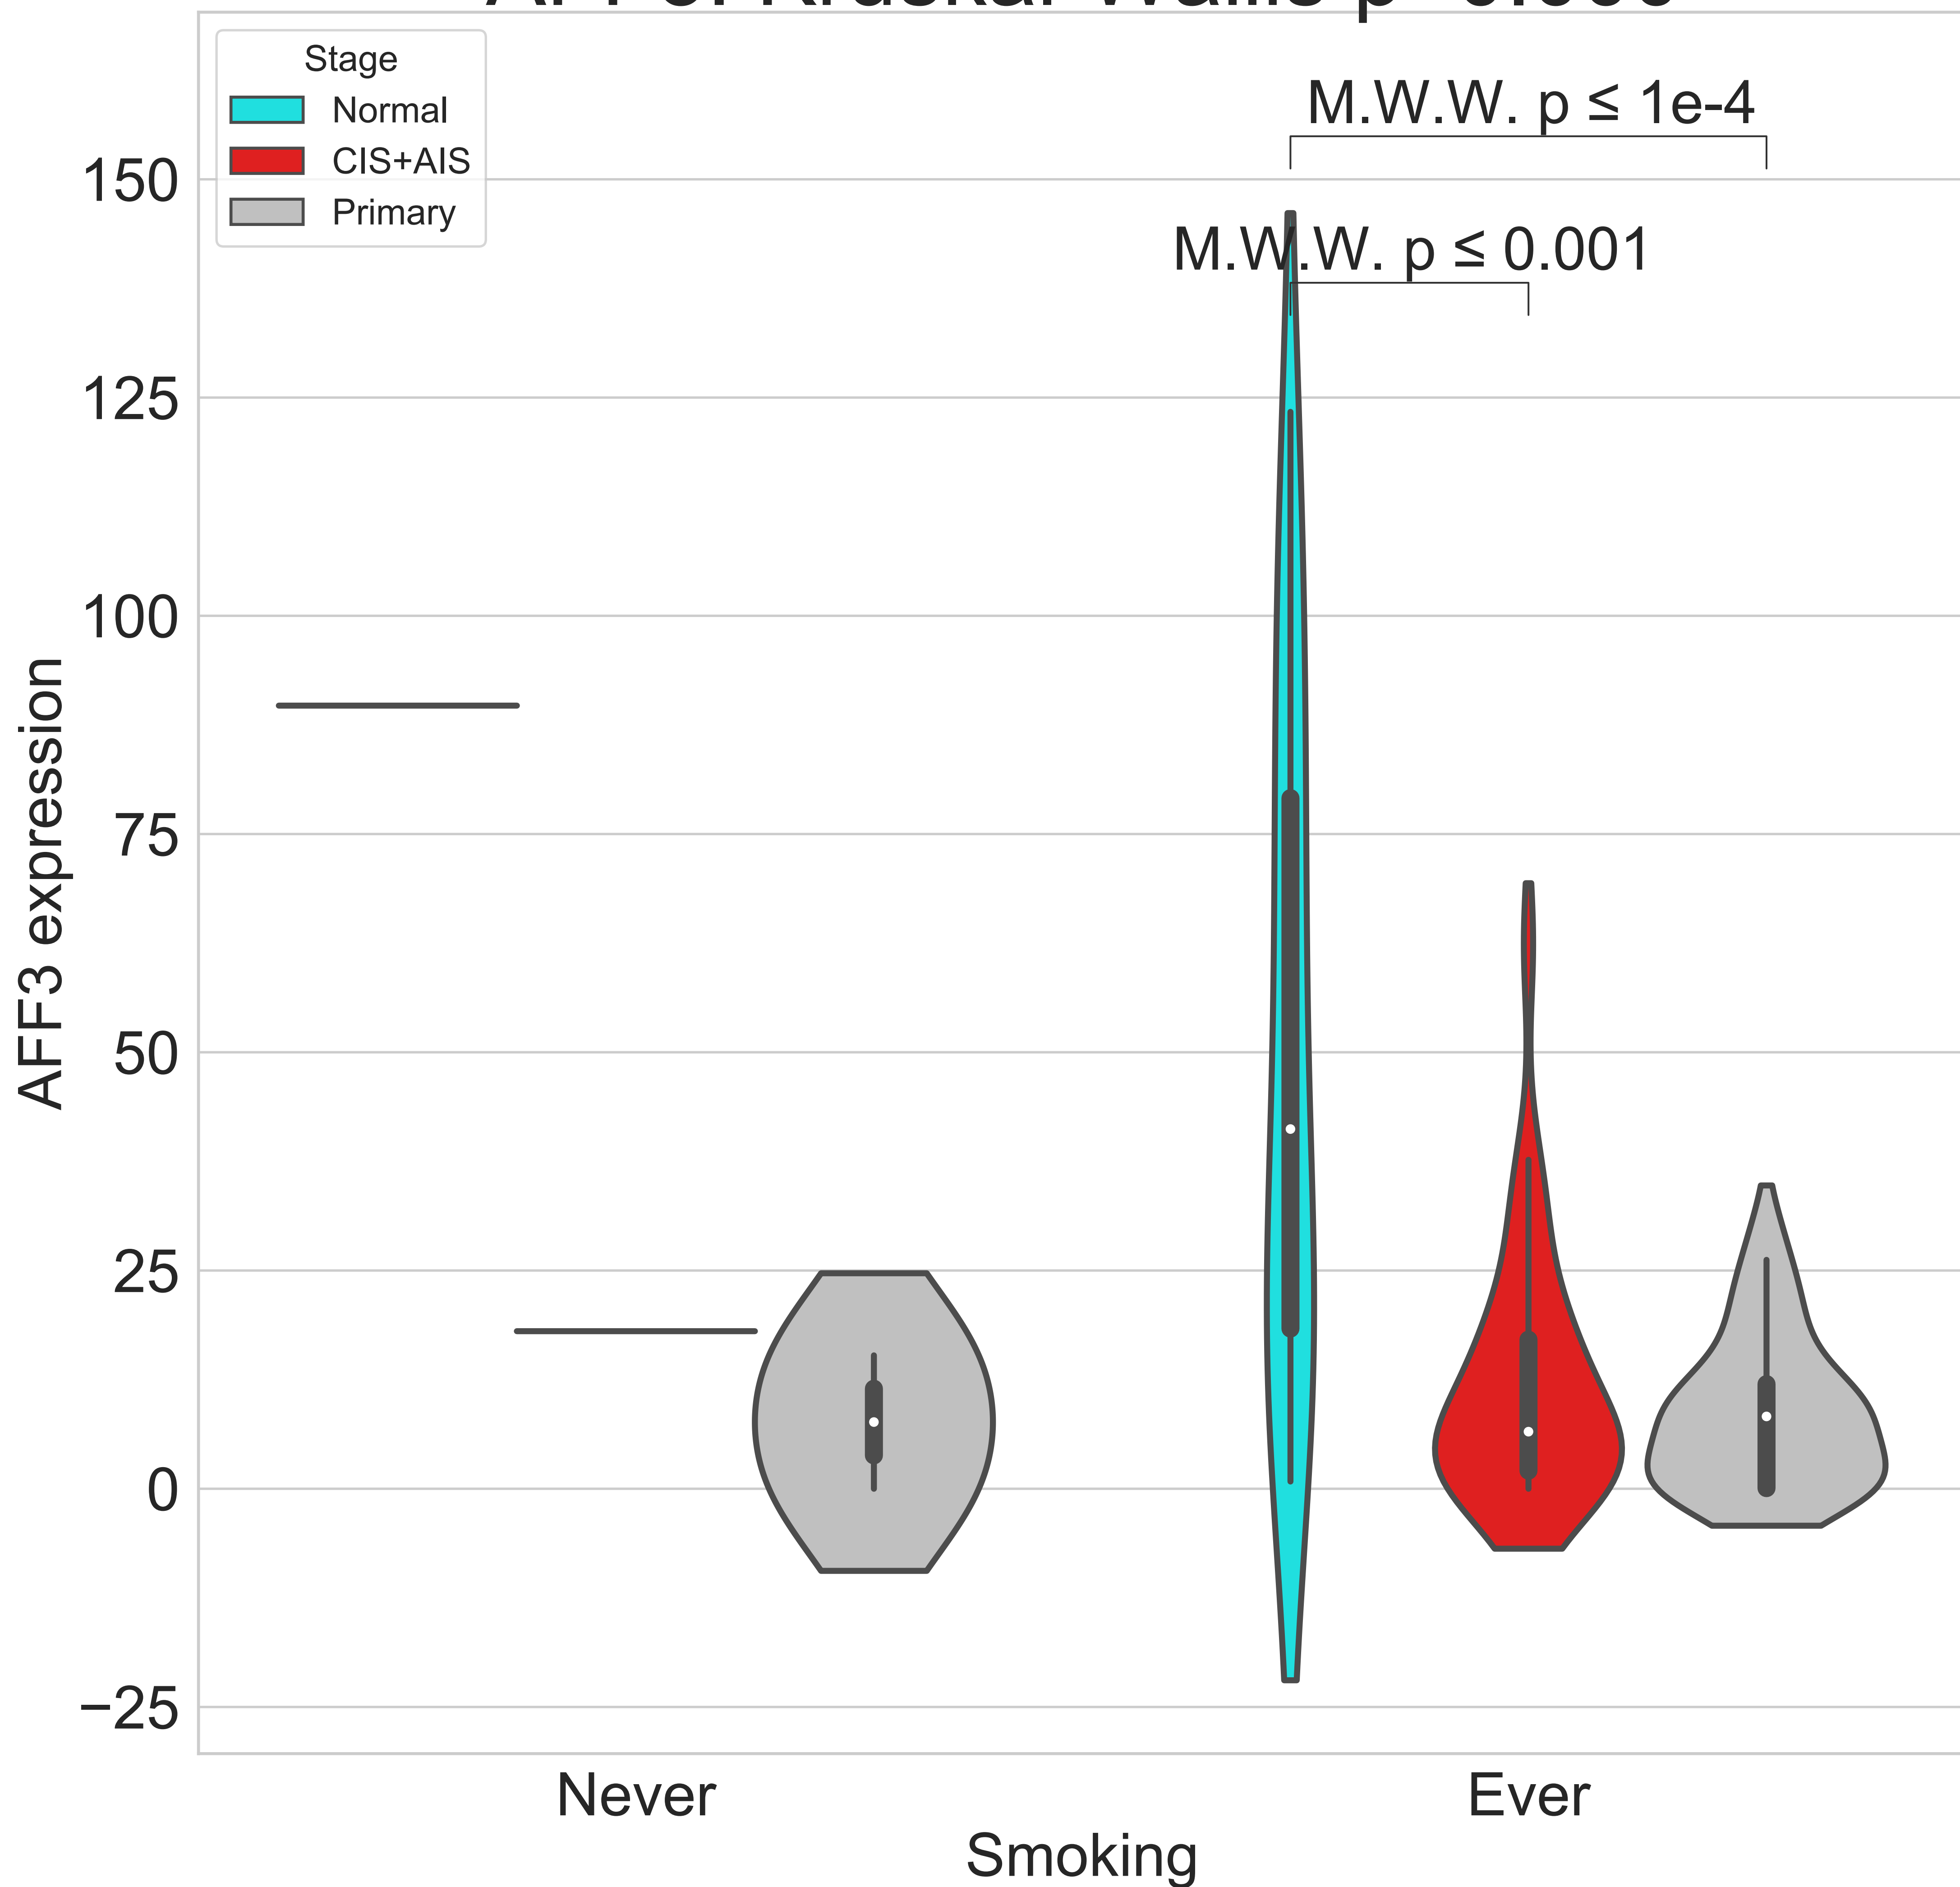 Stage
Normal
CIS+AIS
Primary
M.W.W. p ≤ 1e-4
M.W.W. p ≤ 0.001
150
125
100
75
50
25
0
−25
AFF3 expression
Never
Ever
Smoking